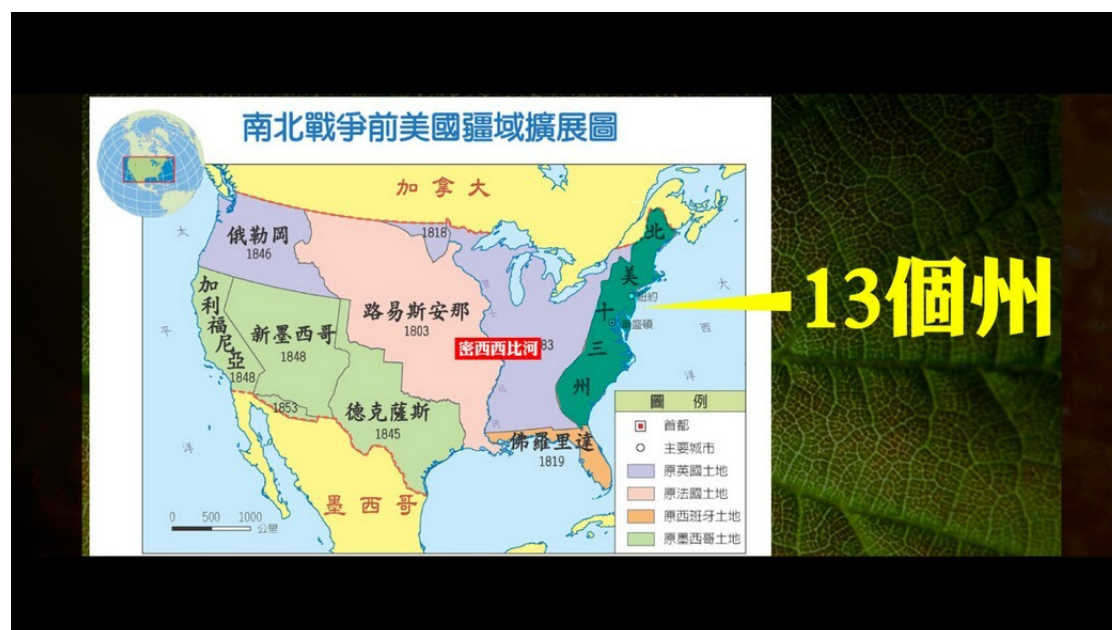 南北戰爭前美國疆域擴展圖
加拿大
太
平
洋
俄勒岡
1846
1818
加利福尼亞
1848
新墨西哥
1848
1853
路易斯安那
1803
密西西比河
83
德克薩斯
1845
佛羅里達
1819
墨西哥
北美十三州
紐約
華盛頓
大
西
洋
13個州
0 500 1000
公里
圖例
首都
主要城市
原英國土地
原法國土地
原西班牙土地
原墨西哥土地